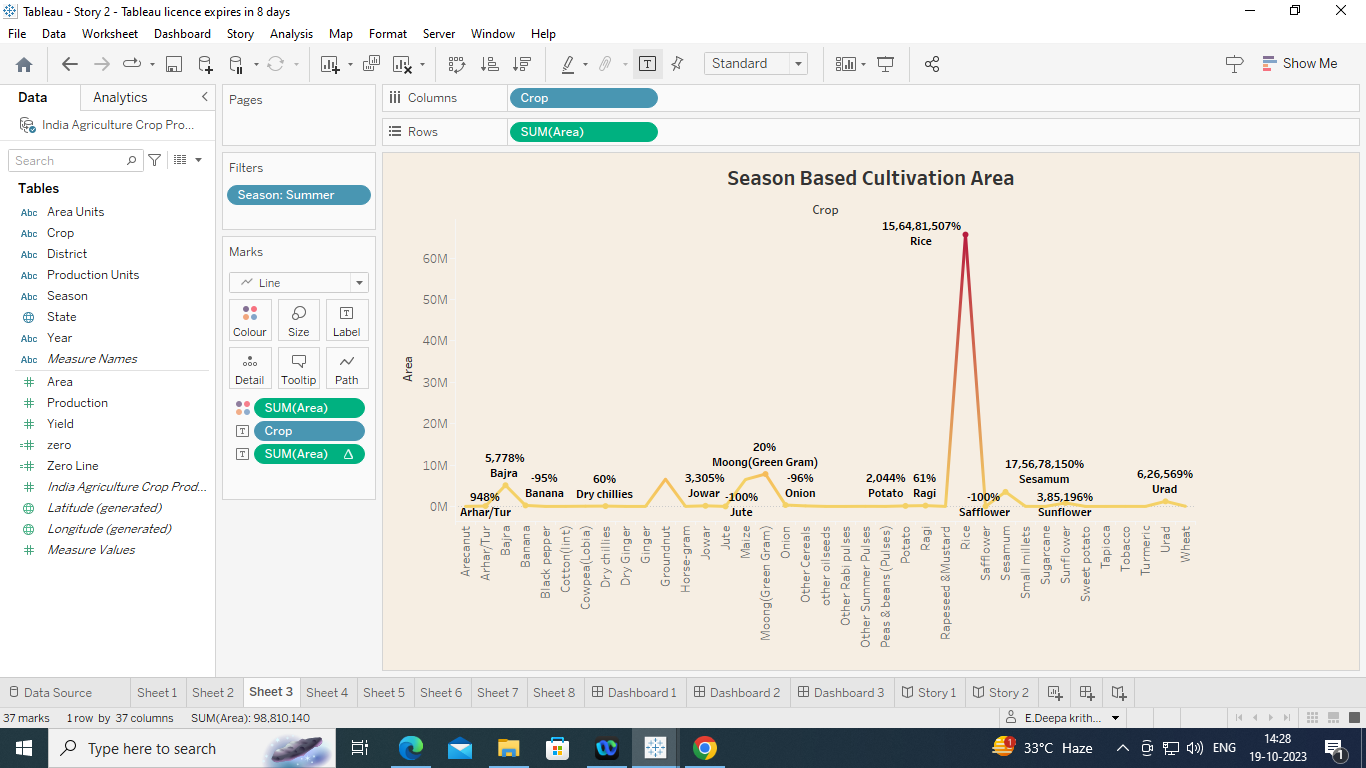 Tableau - Story 2 - Tableau licence expires in 8 days
File Data Worksheet Dashboard Story Analysis Map Format Server Window Help
Standard
Show Me
Data Analytics
India Agriculture Crop Pro...
Search
Tables
Abc Area Units
Abc Crop
Abc District
Abc Production Units
Abc Season
State
Abc Year
Abc Measure Names
Area
Production
Yield
zero
Zero Line
India Agriculture Crop Prod...
Latitude (generated)
Longitude (generated)
Measure Values
Pages
Filters
Season: Summer
Marks
Line
Colour Size Label
Detail Tooltip Path
SUM(Area)
Crop
SUM(Area)
Columns Crop
Rows SUM(Area)
Season Based Cultivation Area
Crop
Area
60M
50M
40M
30M
20M
10M
0M
948%
Arhar/Tur
5,778%
Bajra
-95%
Banana
60%
Dry chillies
3,305%
Jowar
-100%
Jute
20%
Moong(Green Gram)
-96%
Onion
2,044%
Potato
61%
Ragi
15,64,81,507%
Rice
-100%
Safflower
17,56,78,150%
Sesamum
3,85,196%
Sunflower
6,26,569%
Urad
Arecanut
Arhar/Tur
Bajra
Banana
Black pepper
Cotton(lint)
Cowpea(Lobia)
Dry chillies
Dry Ginger
Ginger
Groundnut
Horse-gram
Jowar
Jute
Maize
Moong(Green Gram)
Onion
Other Cereals
other oilseeds
Other Rabi pulses
Other Summer Pulses
Peas & beans (Pulses)
Potato
Ragi
Rapeseed &Mustard
Rice
Safflower
Sesamum
Small millets
Sugarcane
Sunflower
Sweet potato
Tapioca
Tobacco
Turmeric
Urad
Wheat
Data Source Sheet 1 Sheet 2 Sheet 3 Sheet 4 Sheet 5 Sheet 6 Sheet 7 Sheet 8 Dashboard 1 Dashboard 2 Dashboard 3 Story 1 Story 2
37 marks 1 row by 37 columns SUM(Area): 98,810,140
E.Deepa krith...
Type here to search
33°C Haze
ENG
14:28
19-10-2023
1
1